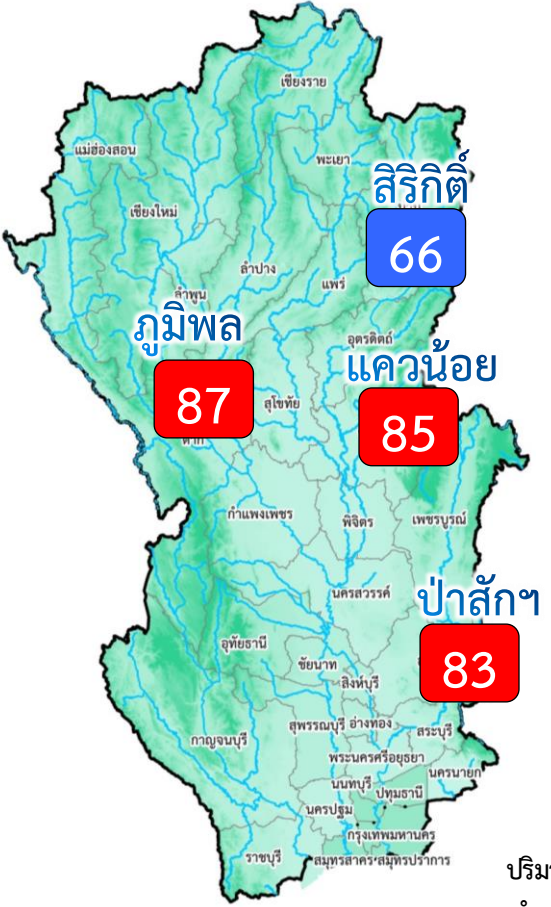 เชียงราย
แม่ฮ่องสอน
พะเยา
สิริกิติ์
เชียงใหม่
66
ลำปาง
แพร่
ลำพูน
ภูมิพล
อุตรดิตถ์
แควน้อย
87
สุโขทัย
85
ตาก
กำแพงเพชร
พิจิตร
เพชรบูรณ์
นครสวรรค์
ป่าสักฯ
อุทัยธานี
ชัยนาท
83
สิงห์บุรี
สุพรรณบุรี อ่างทอง
สระบุรี
กาญจนบุรี
พระนครศรีอยุธยา
นครนายก
นนทบุรี
ปทุมธานี
นครปฐม
กรุงเทพมหานคร
ราชบุรี
สมุทรสาคร สมุทรปราการ